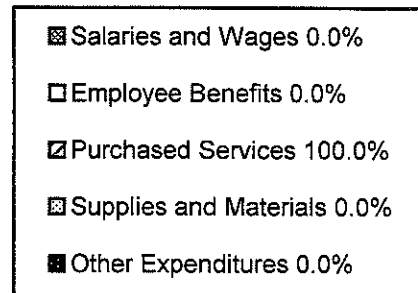 Salaries and Wages 0.0%
Employee Benefits 0.0%
Purchased Services 100.0%
Supplies and Materials 0.0%
Other Expenditures 0.0%